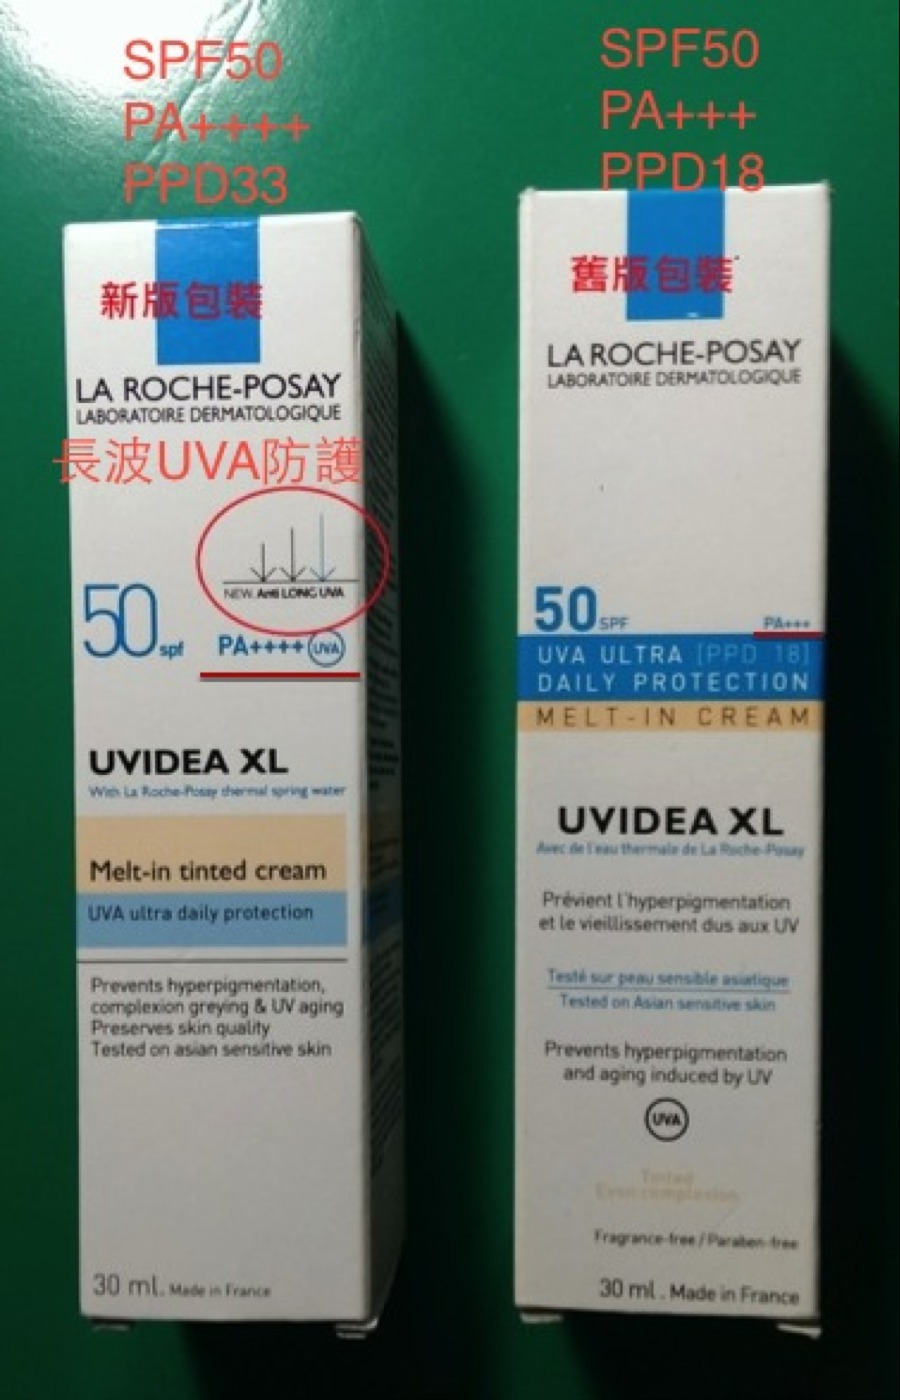 SPF50
PA++++
PPD33
新版包裝
LA ROCHE-POSAY
LABORATOIRE DERMATOLOGIQUE
長波UVA防護
NEW Anti LONG UVA
50 spf
PA++++ UVA
UVIDEA XL
With La Roche-Posay thermal spring water
Melt-in tinted cream
UVA ultra daily protection
Prevents hyperpigmentation,
complexion greying & UV aging
Preserves skin quality
Tested on asian sensitive skin
30 ml. Made in France
SPF50
PA+++
PPD18
舊版包裝
LA ROCHE-POSAY
LABORATOIRE DERMATOLOGIQUE
50 SPF PA+++
UVA ULTRA [PPD 18]
DAILY PROTECTION
MELT-IN CREAM
UVIDEA XL
Avec de l'eau thermale de La Roche-Posay
Prévient l'hyperpigmentation
et le vieillissement dus aux UV
Testé sur peau sensible asiatique
Tested on Asian sensitive skin
Prevents hyperpigmentation
and aging induced by UV
UVA
Tinted
Even complexion
Fragrance-free / Paraben-free
30 ml . Made in France